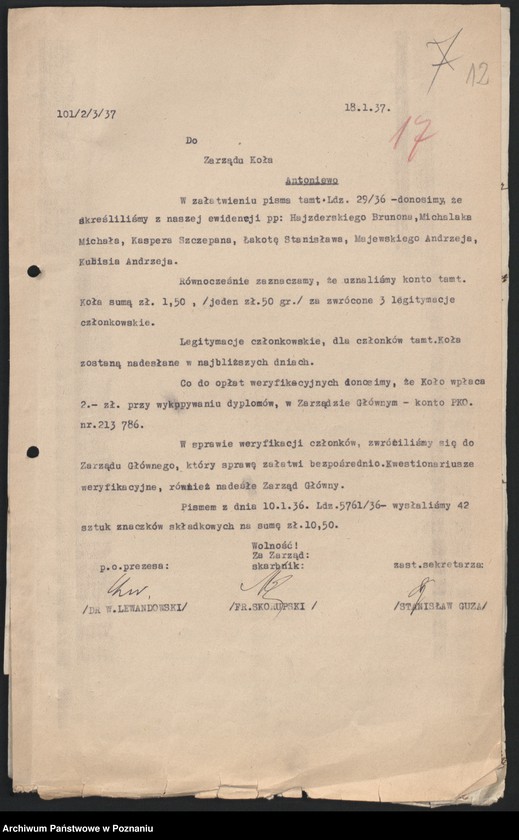 7 12
101/2/3/37
18.1.37.
17
Do
Zarządu Koła
Antoniewo
W załatwieniu pisma tamt.Ldz. 29/36 -donosimy, że
skreśliliśmy z naszej ewidencji pp: Hajzderskiego Brunona,Michalaka
Michała, Kaspera Szczepana, Łakotę Stanisława, Majewskiego Andrzeja,
Kubisia Andrzeja.
Równocześnie zaznaczamy, że uznaliśmy konto tamt.
Koła sumą zł. 1,50 , /jeden zł.50 gr./ za zwrócone 3 legitymacje
członkowskie.
Legitymacje członkowskie, dla członków tamt.Koła
zostaną nadesłane w najbliższych dniach.
Co do opłat weryfikacyjnych donosimy, że Koło wpłaca
2.- zł. przy wykupywaniu dyplomów, w Zarządzie Głównym - konto PKO.
nr.213 786.
W sprawie weryfikacji członków, zwróciliśmy się do
Zarządu Głównego, który sprawę załatwi bezpośrednio.Kwestionariusze
weryfikacyjne, również nadeśle Zarząd Główny.
Pismem z dnia 10.1.36. Ldz.5761/36- wysłaliśmy 42
sztuk znaczków składkowych na sumę zł.10,50.
Wolność!
Za Zarząd:
p.o.prezesa: skarbnik: zast.sekretarza:
/DR W.LEWANDOWSKI/ /FR.SKORUPSKI / /STANISŁAW GUZA/
Archiwum Państwowe w Poznaniu